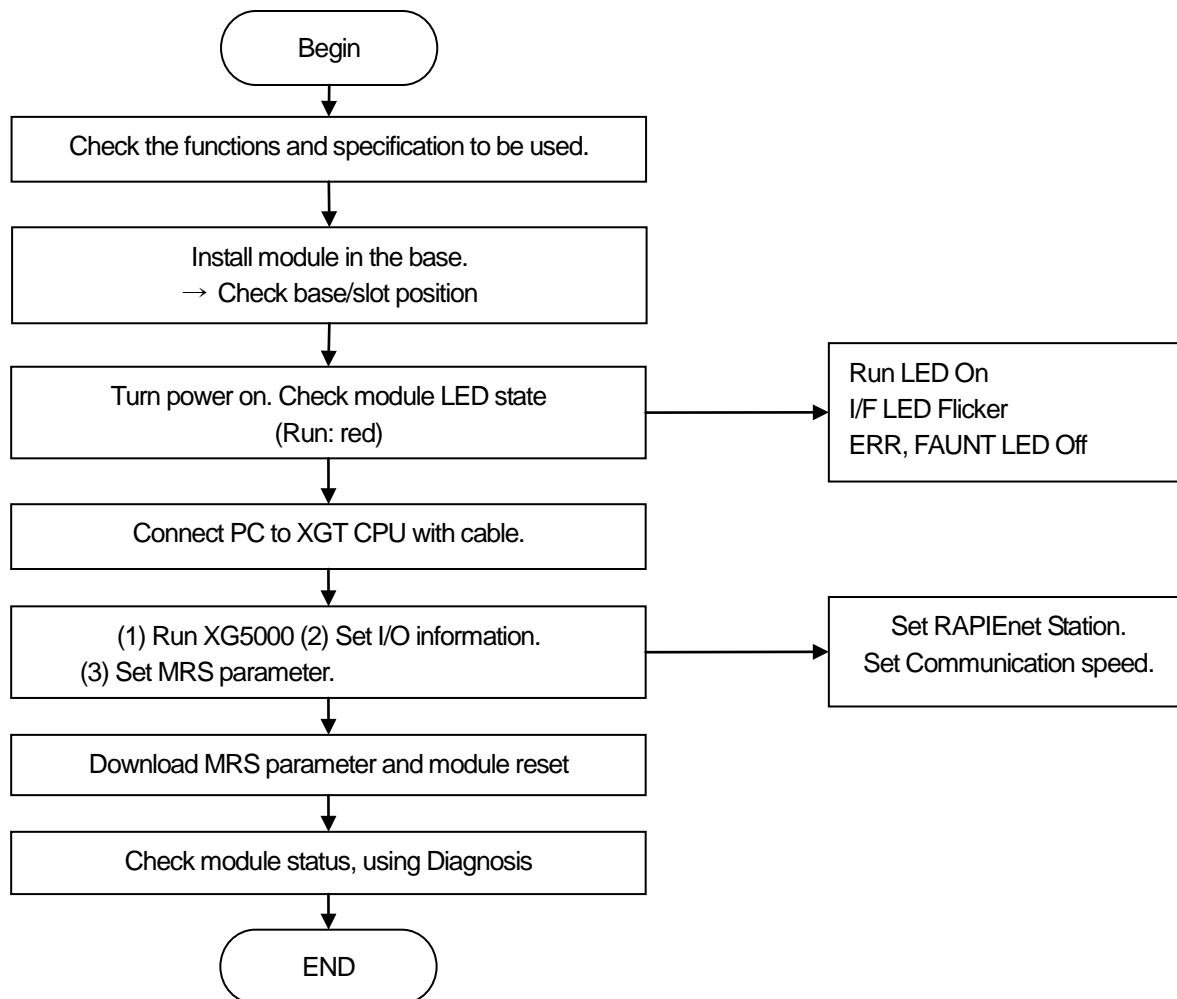 Begin
Check the functions and specification to be used.
Install module in the base.
→ Check base/slot position
Turn power on. Check module LED state
(Run: red)
Run LED On
I/F LED Flicker
ERR, FAUNT LED Off
Connect PC to XGT CPU with cable.
(1) Run XG5000 (2) Set I/O information.
(3) Set MRS parameter.
Set RAPIEnet Station.
Set Communication speed.
Download MRS parameter and module reset
Check module status, using Diagnosis
END